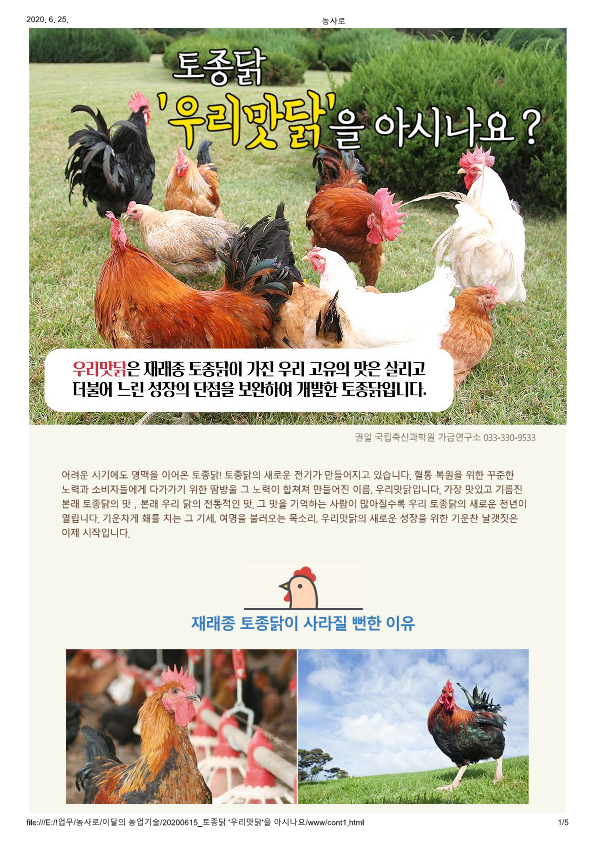 2020. 6. 25.
농사로
토종닭
'우리맛닭'을 아시나요?
우리맛닭은 재래종 토종닭이 가진 우리 고유의 맛은 살리고
더불어 느린 성장의 단점을 보완하여 개발한 토종닭입니다.
권일 국립축산과학원 가금연구소 033-330-9533
어려운 시기에도 명맥을 이어온 토종닭! 토종닭의 새로운 전기가 만들어지고 있습니다. 혈통 복원을 위한 꾸준한
노력과 소비자들에게 다가가기 위한 땀방울 그 노력이 합쳐져 만들어진 이름, 우리맛닭입니다. 가장 맛있고 기름진
본래 토종닭의 맛 , 본래 우리 닭의 전통적인 맛. 그 맛을 기억하는 사람이 많아질수록 우리 토종닭의 새로운 전년이
열립니다. 기운차게 홰를 치는 그 기세, 여명을 불러오는 목소리, 우리맛닭의 새로운 성장을 위한 기운찬 날갯짓은
이제 시작입니다.
재래종 토종닭이 사라질 뻔한 이유
file:///E:/!업무/농사로/이달의 농업기술/20200615_토종닭 '우리맛닭'을 아시나요/www/cont1.html
1/5